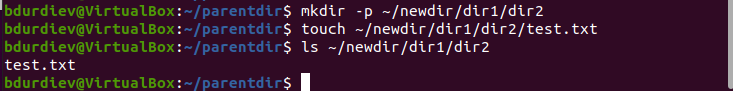 bdurdiev@VirtualBox:~/parentdir$ mkdir -p ~/newdir/dir1/dir2
bdurdiev@VirtualBox:~/parentdir$ touch ~/newdir/dir1/dir2/test.txt
bdurdiev@VirtualBox:~/parentdir$ ls ~/newdir/dir1/dir2
test.txt
bdurdiev@VirtualBox:~/parentdir$